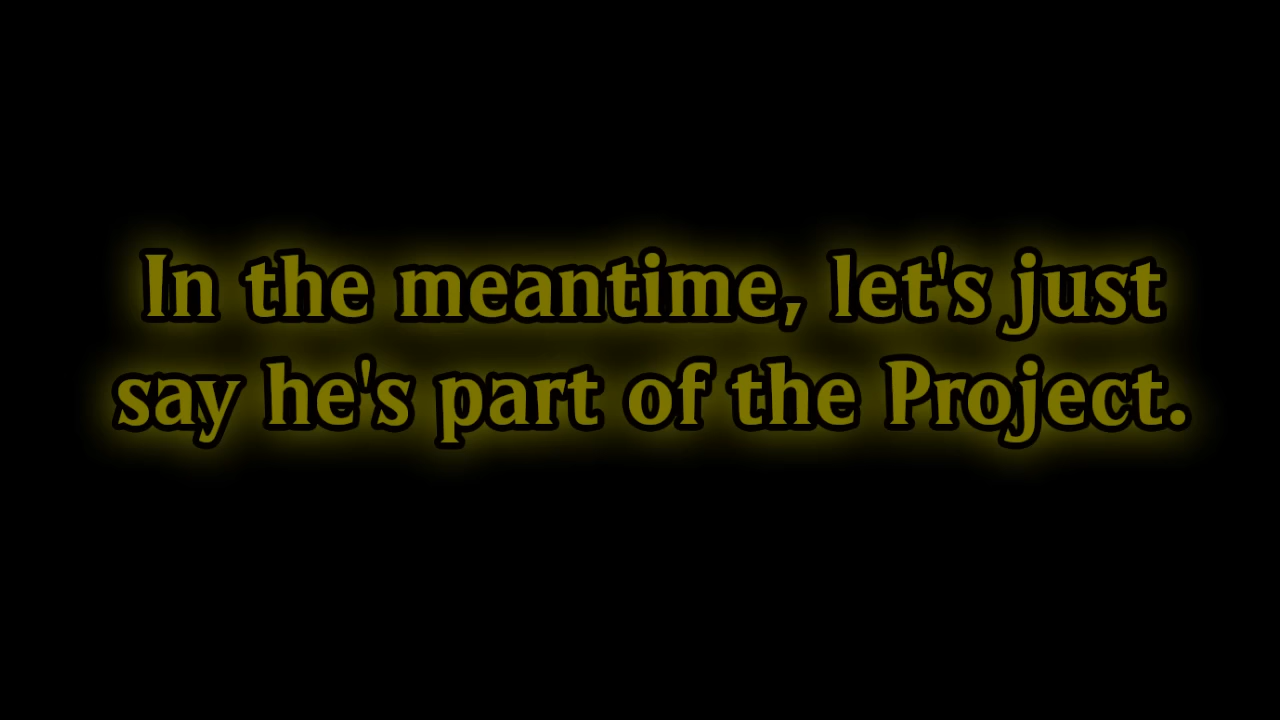 In the meantime, let's just
say he's part of the Project.